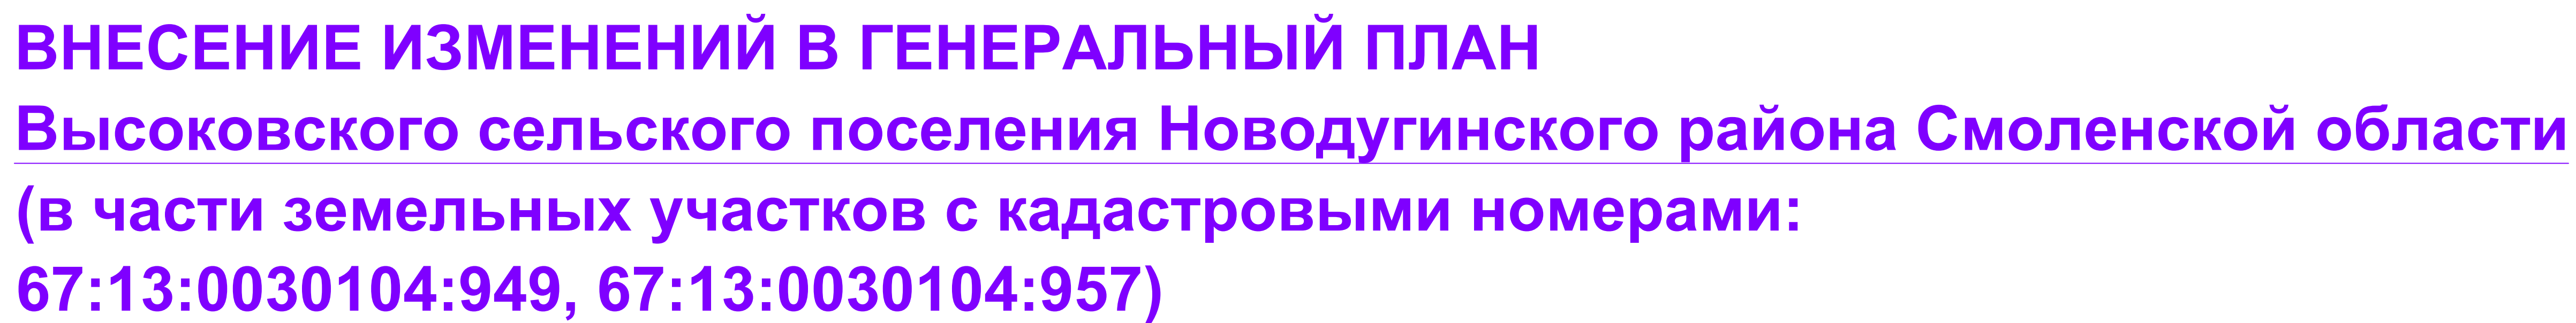 ВНЕСЕНИЕ ИЗМЕНЕНИЙ В ГЕНЕРАЛЬНЫЙ ПЛАН
Высоковского сельского поселения Новодугинского района Смоленской области
(в части земельных участков с кадастровыми номерами:
67:13:0030104:949, 67:13:0030104:957)